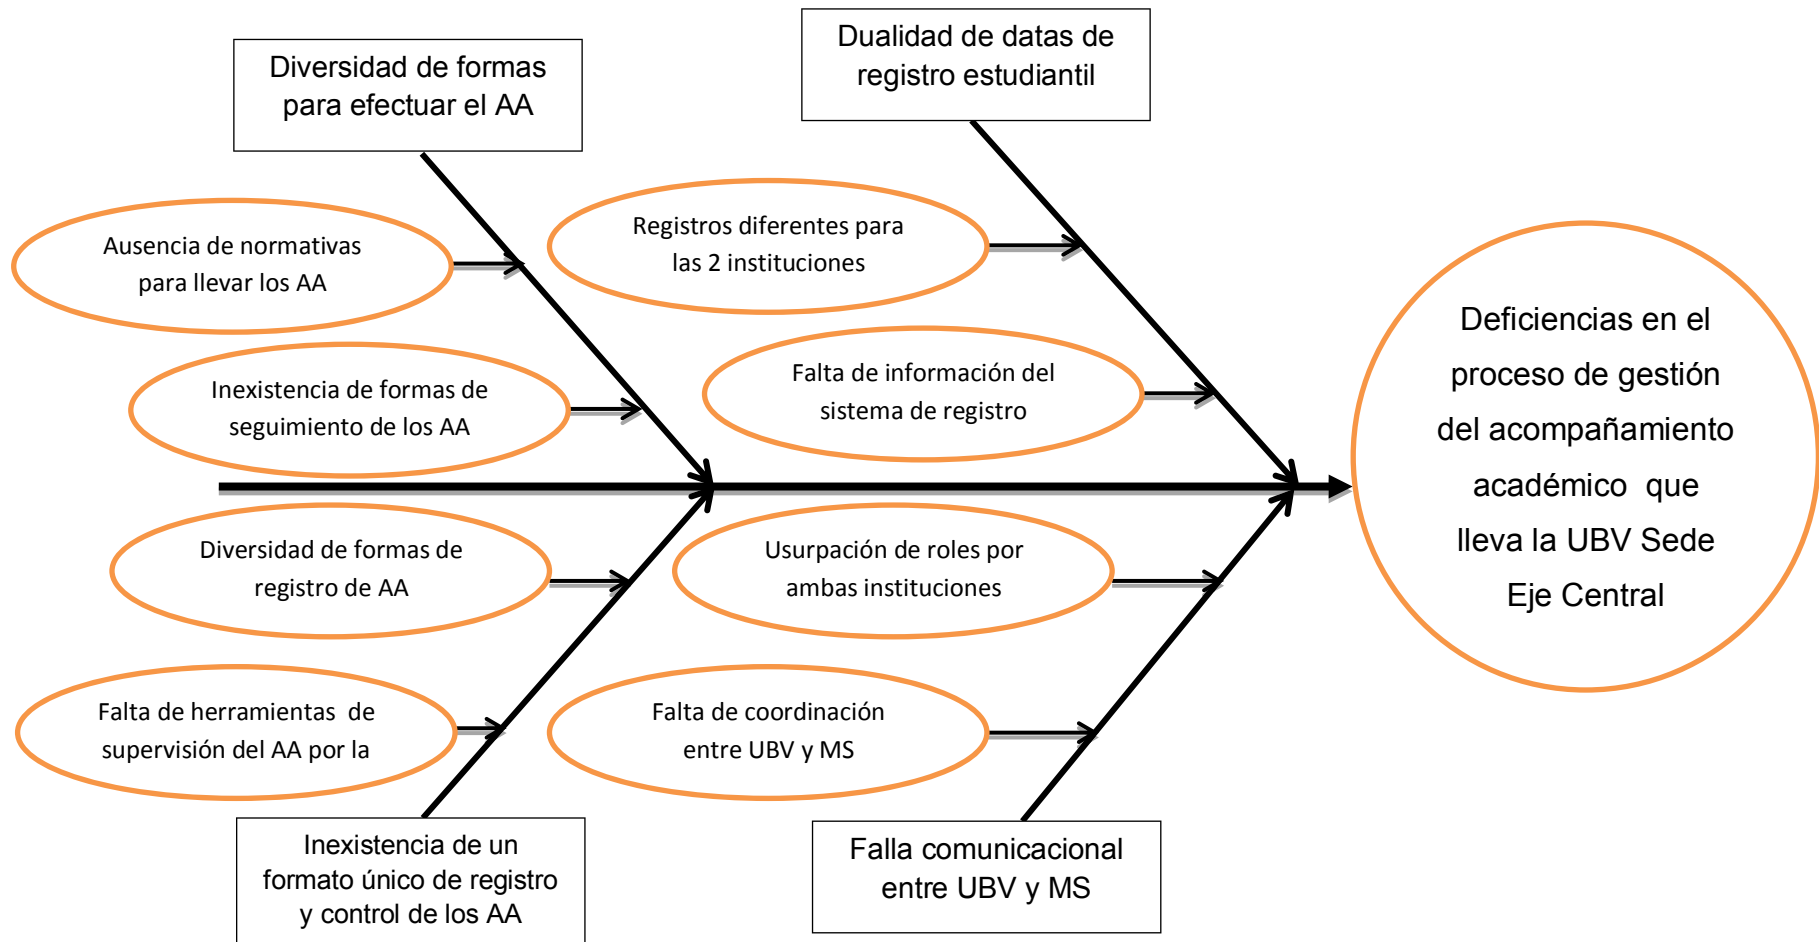 Diversidad de formas
para efectuar el AA
Dualidad de datas de
registro estudiantil
Ausencia de normativas
para llevar los AA
Registros diferentes para
las 2 instituciones
Inexistencia de formas de
seguimiento de los AA
Falta de información del
sistema de registro
Deficiencias en el
proceso de gestión
del acompañamiento
académico que
lleva la UBV Sede
Eje Central
Diversidad de formas de
registro de AA
Usurpación de roles por
ambas instituciones
Falta de herramientas de
supervisión del AA por la
Falta de coordinación
entre UBV y MS
Inexistencia de un
formato único de registro
y control de los AA
Falla comunicacional
entre UBV y MS